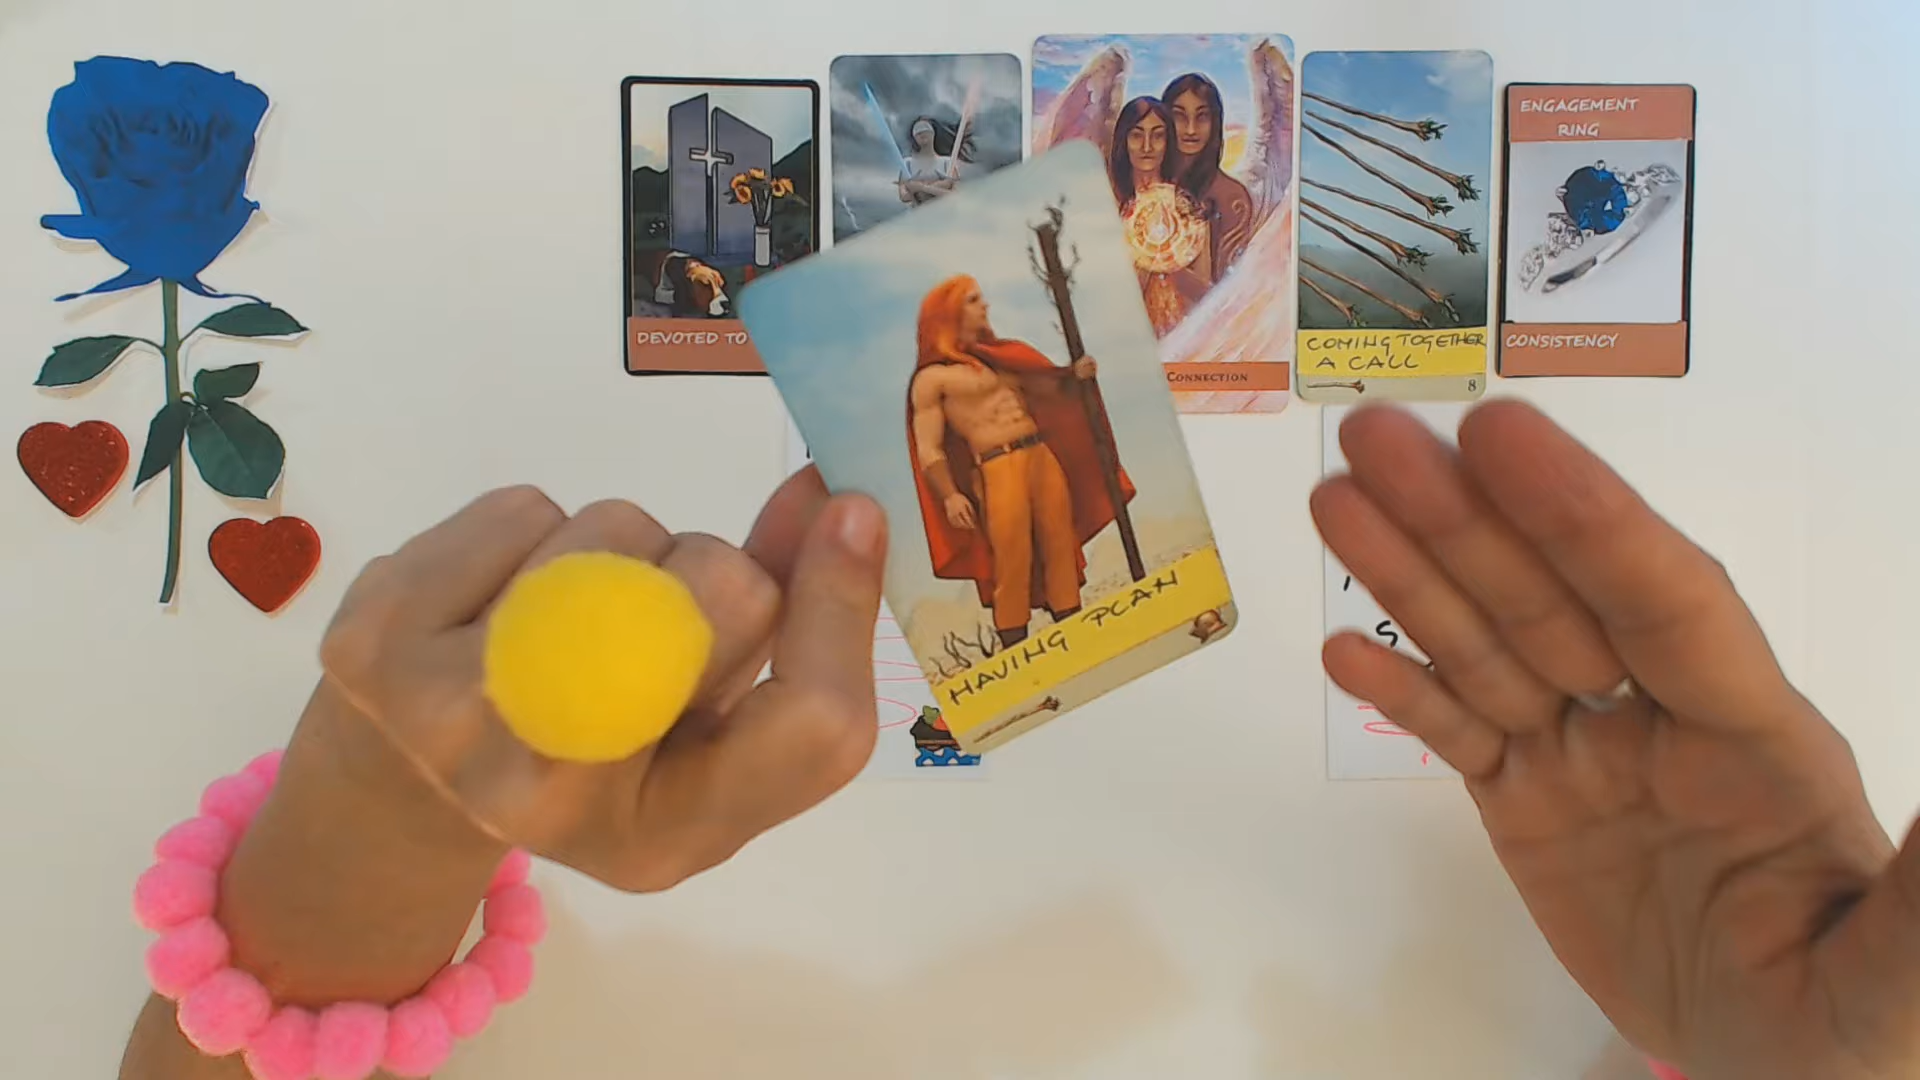 DEVOTED TO
CONNECTION
COMING TOGETHER
A CALL
8
ENGAGEMENT
RING
CONSISTENCY
HAVING PLAN
S